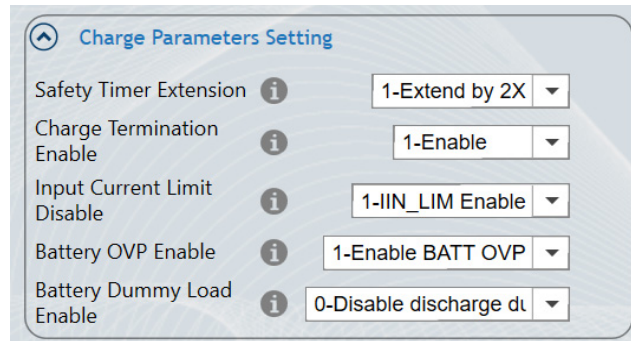 Charge Parameters Setting
Safety Timer Extension
1-Extend by 2X
Charge Termination
Enable
1-Enable
Input Current Limit
Disable
1-IIN_LIM Enable
Battery OVP Enable
1-Enable BATT OVP
Battery Dummy Load
Enable
0-Disable discharge du